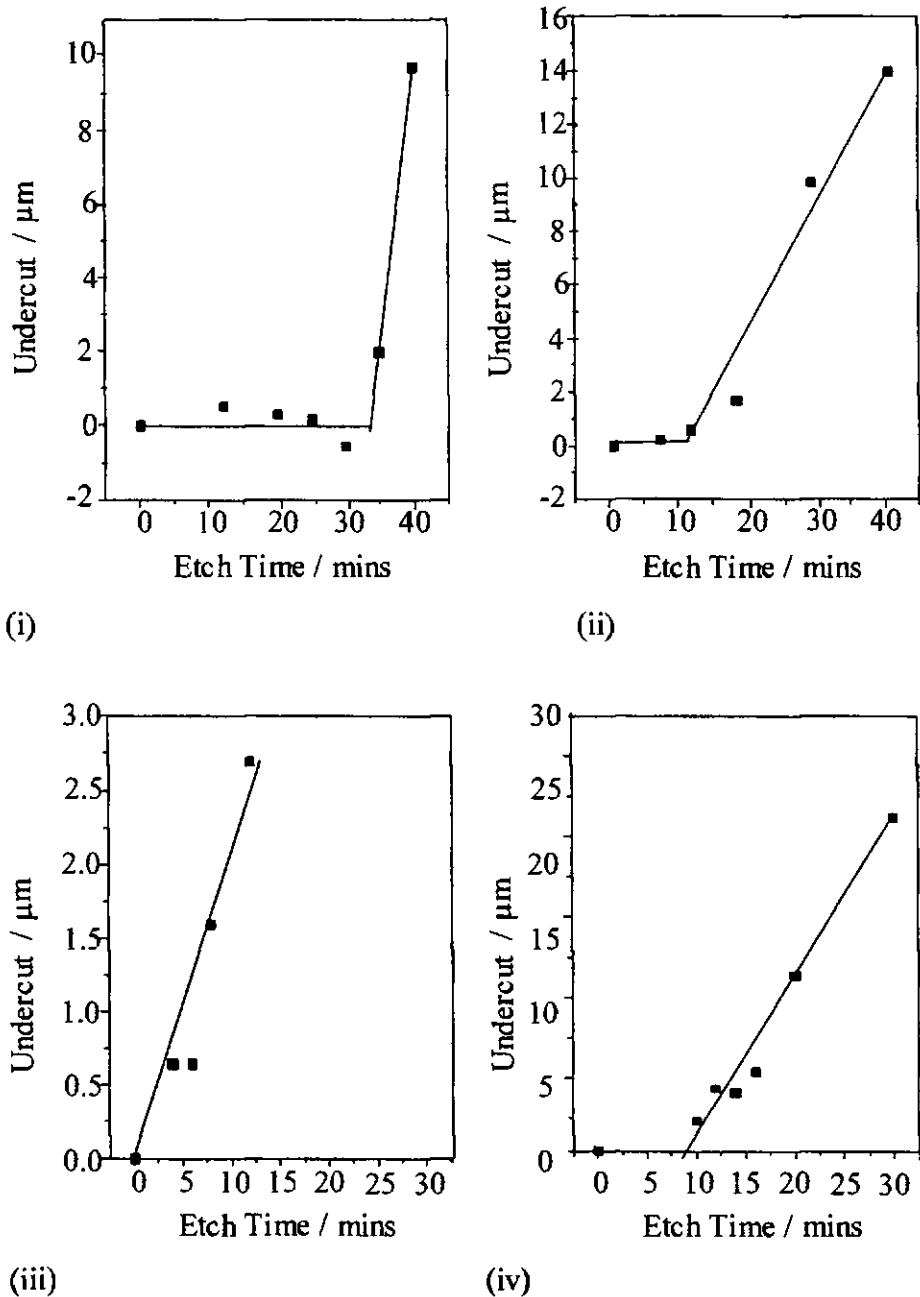 10
8
6
4
2
0
-2
Undercut / μm
0 10 20 30 40
Etch Time / mins
(i)
16
14
12
10
8
6
4
2
0
-2
Undercut / μm
0 10 20 30 40
Etch Time / mins
(ii)
3.0
2.5
2.0
1.5
1.0
0.5
0.0
Undercut / μm
0 5 10 15 20 25 30
Etch Time / mins
(iii)
30
25
20
15
10
5
0
Undercut / μm
0 5 10 15 20 25 30
Etch Time / mins
(iv)